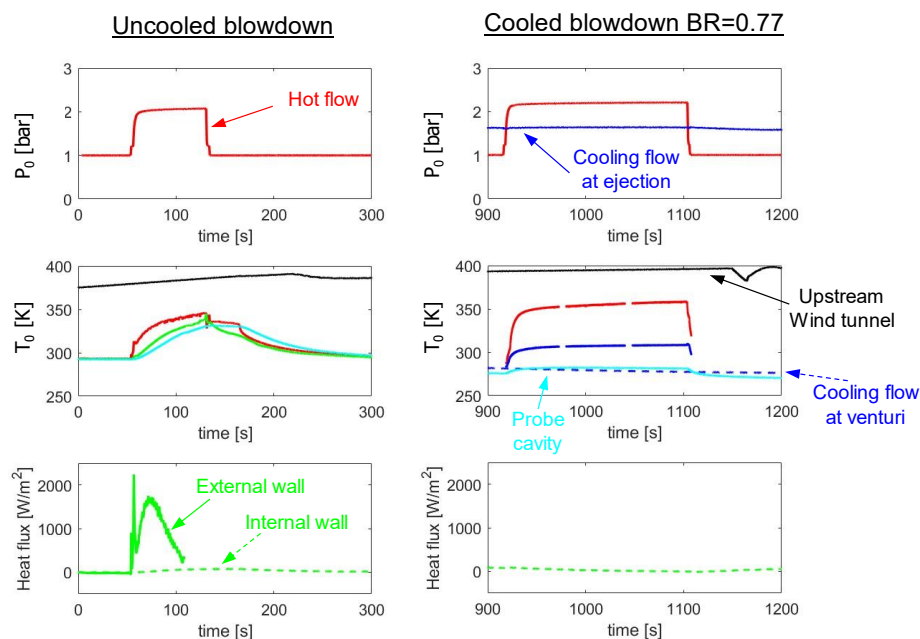 Uncooled blowdown
Cooled blowdown BR=0.77
3
2
1
0
P0 [bar]
Hot flow
0 100 200 300
time [s]
3
2
1
0
P0 [bar]
Cooling flow
at ejection
900 1000 1100 1200
time [s]
400
350
300
250
T0 [K]
0 100 200 300
time [s]
400
350
300
250
T0 [K]
Upstream
Wind tunnel
Probe
cavity
Cooling flow
at venturi
900 1000 1100 1200
time [s]
2000
1000
0
Heat flux [W/m2]
External wall
Internal wall
0 100 200 300
time [s]
2000
1000
0
Heat flux [W/m2]
900 1000 1100 1200
time [s]